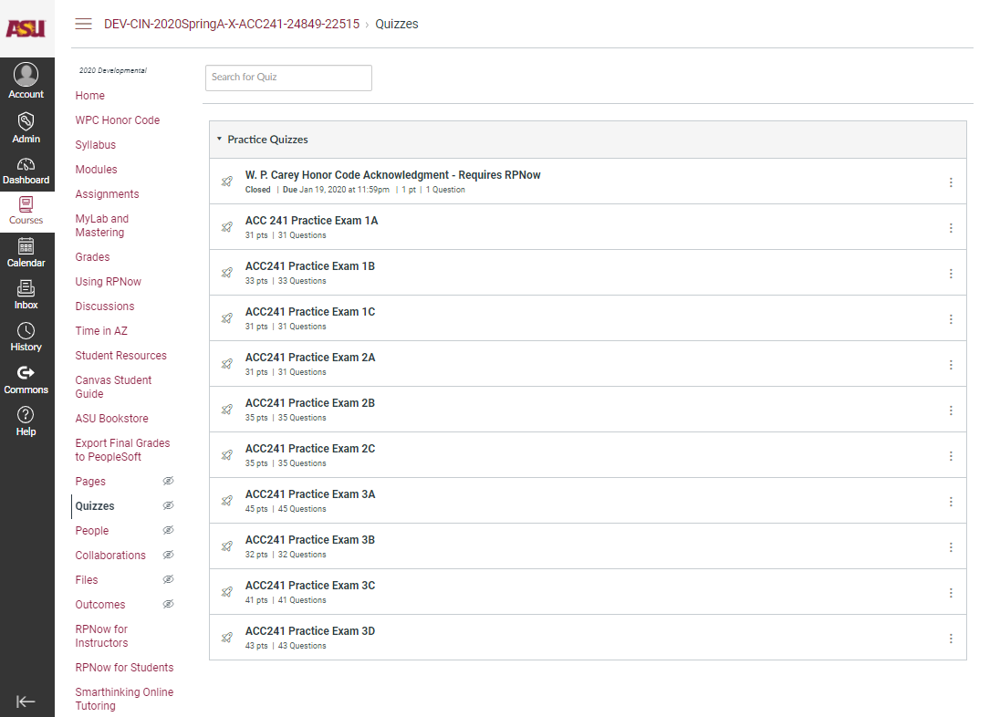 ASU
Account
Admin
Dashboard
Courses
Calendar
Inbox
History
Commons
Help
DEV-CIN-2020SpringA-X-ACC241-24849-22515 › Quizzes
2020 Developmental
Home
WPC Honor Code
Syllabus
Modules
Assignments
MyLab and
Mastering
Grades
Using RPNow
Discussions
Time in AZ
Student Resources
Canvas Student
Guide
ASU Bookstore
Export Final Grades
to PeopleSoft
Pages
Quizzes
People
Collaborations
Files
Outcomes
RPNow for
Instructors
RPNow for Students
Smarthinking Online
Tutoring
Search for Quiz
Practice Quizzes
W. P. Carey Honor Code Acknowledgment - Requires RPNow
Closed | Due Jan 19, 2020 at 11:59pm | 1 pt | 1 Question
ACC 241 Practice Exam 1A
31 pts | 31 Questions
ACC241 Practice Exam 1B
33 pts | 33 Questions
ACC241 Practice Exam 1C
31 pts | 31 Questions
ACC241 Practice Exam 2A
31 pts | 31 Questions
ACC241 Practice Exam 2B
35 pts | 35 Questions
ACC241 Practice Exam 2C
35 pts | 35 Questions
ACC241 Practice Exam 3A
45 pts | 45 Questions
ACC241 Practice Exam 3B
32 pts | 32 Questions
ACC241 Practice Exam 3C
41 pts | 41 Questions
ACC241 Practice Exam 3D
43 pts | 43 Questions